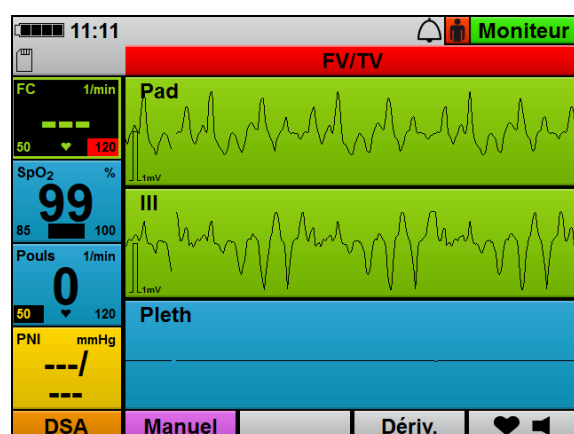 11:11 Moniteur
FV/TV
FC 1/min
---
50 120
Pad
1mV
SpO2 %
99
85 100
III
1mV
Pouls 1/min
0
50 120
Pleth
PNI mmHg
---/
---
DSA Manuel Dériv.